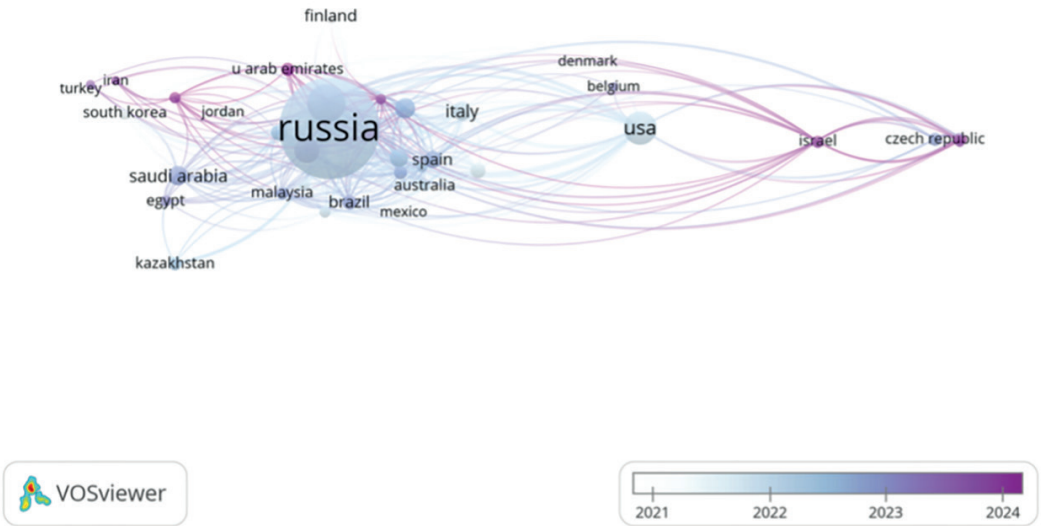 finland
denmark
u arab emirates
iran
turkey
belgium
south korea
jordan
italy
russia
usa
israel
czech republic
spain
saudi arabia
australia
malaysia
egypt
brazil
mexico
kazakhstan
VOSviewer
2021 2022 2023 2024